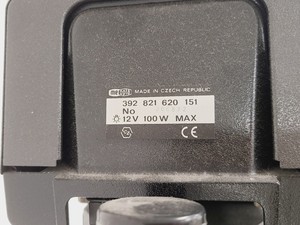 MADE IN CZECH REPUBLIC
392 821 620 151
No
12V 100W MAX
CE